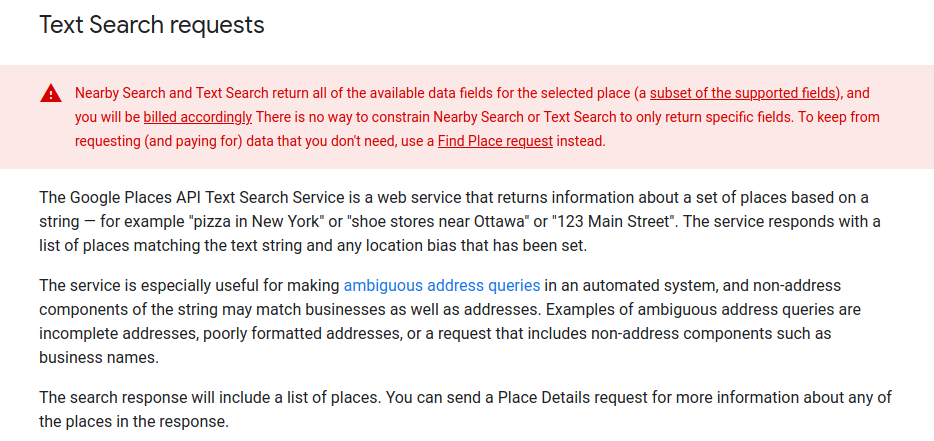 Text Search requests
Nearby Search and Text Search return all of the available data fields for the selected place (a subset of the supported fields), and
you will be billed accordingly There is no way to constrain Nearby Search or Text Search to only return specific fields. To keep from
requesting (and paying for) data that you don't need, use a Find Place request instead.
The Google Places API Text Search Service is a web service that returns information about a set of places based on a
string — for example "pizza in New York" or "shoe stores near Ottawa" or "123 Main Street". The service responds with a
list of places matching the text string and any location bias that has been set.
The service is especially useful for making ambiguous address queries in an automated system, and non-address
components of the string may match businesses as well as addresses. Examples of ambiguous address queries are
incomplete addresses, poorly formatted addresses, or a request that includes non-address components such as
business names.
The search response will include a list of places. You can send a Place Details request for more information about any of
the places in the response.